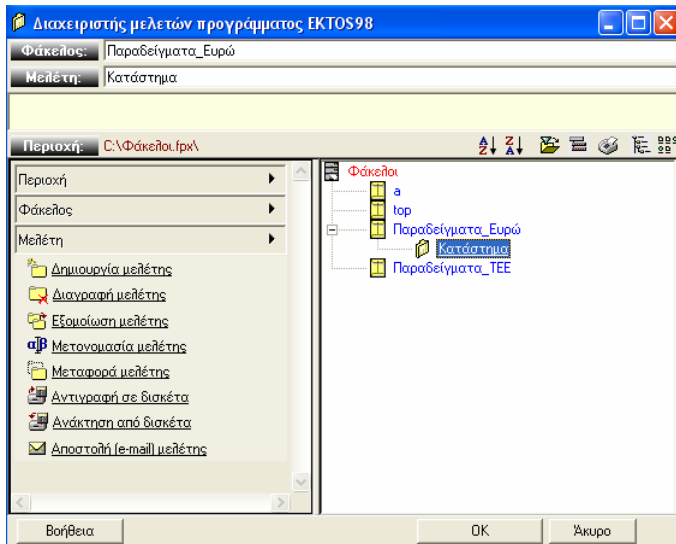 Διαχειριστής μελετών προγράμματος EKTOS98
Φάκελος: Παραδείγματα_Ευρώ
Μελέτη: Κατάστημα
Περιοχή: C:\Φάκελοι.fpx\
Περιοχή
Φάκελος
Μελέτη
Δημιουργία μελέτης
Διαγραφή μελέτης
Εξομοίωση μελέτης
αβ Μετονομασία μελέτης
Μεταφορά μελέτης
Αντιγραφή σε δισκέτα
Ανάκτηση από δισκέτα
Αποστολή (e-mail) μελέτης
Φάκελοι
a
top
Παραδείγματα_Ευρώ
Κατάστημα
Παραδείγματα_ΤΕΕ
Βοήθεια
OK
Άκυρο